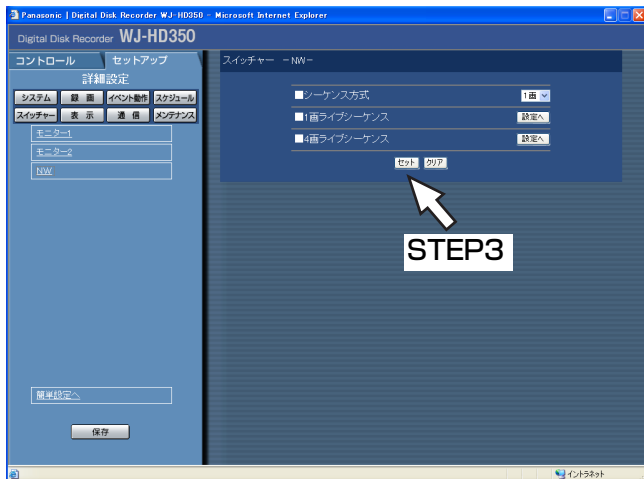 Panasonic | Digital Disk Recorder WJ-HD350 - Microsoft Internet Explorer
Digital Disk Recorder WJ-HD350
コントロール セットアップ
詳細設定
システム 録画 イベント動作 スケジュール
スイッチャー 表示 通信 メンテナンス
モニター1
モニター2
NW
簡単設定へ
保存
スイッチャー －NW－
■シーケンス方式 1画
■1画ライブシーケンス 設定へ
■4画ライブシーケンス 設定へ
セット クリア
STEP3
イントラネット